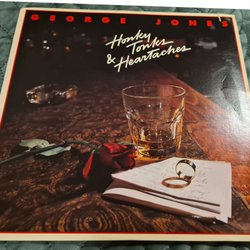 GEORGE JONES
Honky
Tonks
& Heartaches